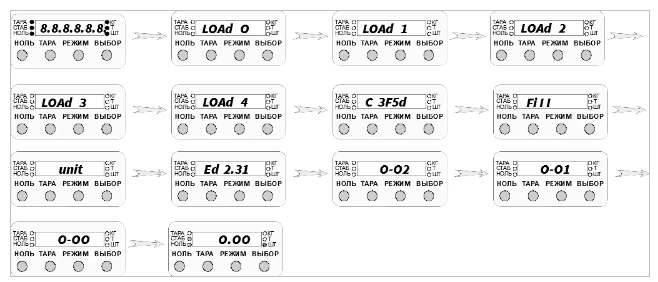 ТАРА СТАБ НОЛЬ 8.8.8.8.8.8. КГ Т ШТ
НОЛЬ ТАРА РЕЖИМ ВЫБОР
ТАРА СТАБ НОЛЬ LOAd 0 КГ Т ШТ
НОЛЬ ТАРА РЕЖИМ ВЫБОР
ТАРА СТАБ НОЛЬ LOAd 1 КГ Т ШТ
НОЛЬ ТАРА РЕЖИМ ВЫБОР
ТАРА СТАБ НОЛЬ LOAd 2 КГ Т ШТ
НОЛЬ ТАРА РЕЖИМ ВЫБОР
ТАРА СТАБ НОЛЬ LOAd 3 КГ Т ШТ
НОЛЬ ТАРА РЕЖИМ ВЫБОР
ТАРА СТАБ НОЛЬ LOAd 4 КГ Т ШТ
НОЛЬ ТАРА РЕЖИМ ВЫБОР
ТАРА СТАБ НОЛЬ C 3F5d КГ Т ШТ
НОЛЬ ТАРА РЕЖИМ ВЫБОР
ТАРА СТАБ НОЛЬ Fill КГ Т ШТ
НОЛЬ ТАРА РЕЖИМ ВЫБОР
ТАРА СТАБ НОЛЬ unit КГ Т ШТ
НОЛЬ ТАРА РЕЖИМ ВЫБОР
ТАРА СТАБ НОЛЬ Ed 2.31 КГ Т ШТ
НОЛЬ ТАРА РЕЖИМ ВЫБОР
ТАРА СТАБ НОЛЬ 0-02 КГ Т ШТ
НОЛЬ ТАРА РЕЖИМ ВЫБОР
ТАРА СТАБ НОЛЬ 0-01 КГ Т ШТ
НОЛЬ ТАРА РЕЖИМ ВЫБОР
ТАРА СТАБ НОЛЬ 0-00 КГ Т ШТ
НОЛЬ ТАРА РЕЖИМ ВЫБОР
ТАРА СТАБ НОЛЬ 0.00 КГ Т ШТ
НОЛЬ ТАРА РЕЖИМ ВЫБОР